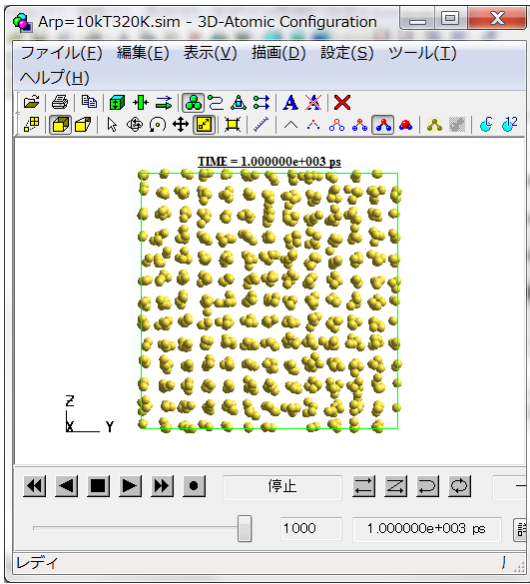 Arp=10kT320K.sim - 3D-Atomic Configuration
ファイル(F) 編集(E) 表示(V) 描画(D) 設定(S) ツール(T)
ヘルプ(H)
A
C 12
TIME = 1.000000e+003 ps
Z
X Y
停止
1000 1.000000e+003 ps
レディ